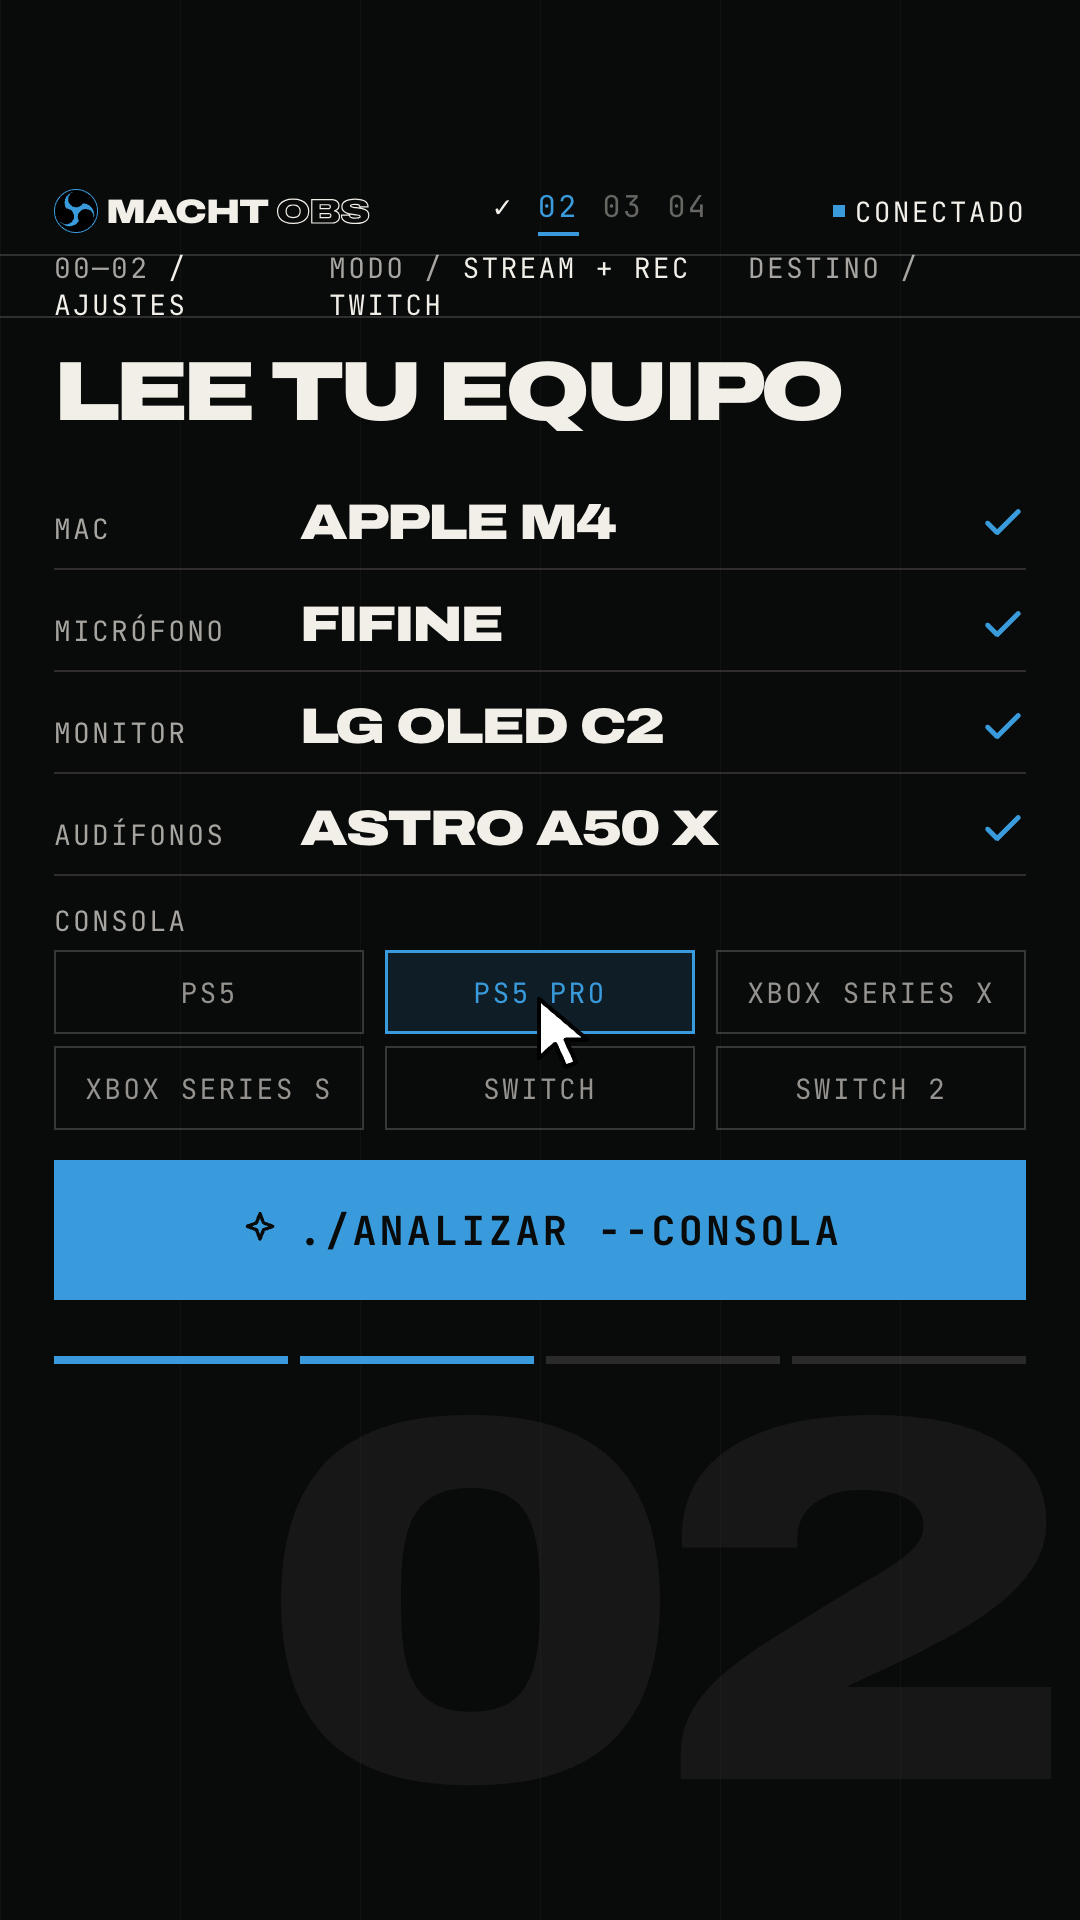 MACHT OBS ✓ 02 03 04 CONECTADO
00—02 / MODO / STREAM + REC DESTINO /
AJUSTES TWITCH
LEE TU EQUIPO
MAC APPLE M4
MICRÓFONO FIFINE
MONITOR LG OLED C2
AUDÍFONOS ASTRO A50 X
CONSOLA
PS5 PS5 PRO XBOX SERIES X
XBOX SERIES S SWITCH SWITCH 2
./ANALIZAR --CONSOLA
02